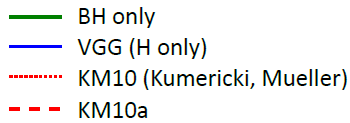 BH only
VGG (H only)
KM10 (Kumericki, Mueller)
KM10a